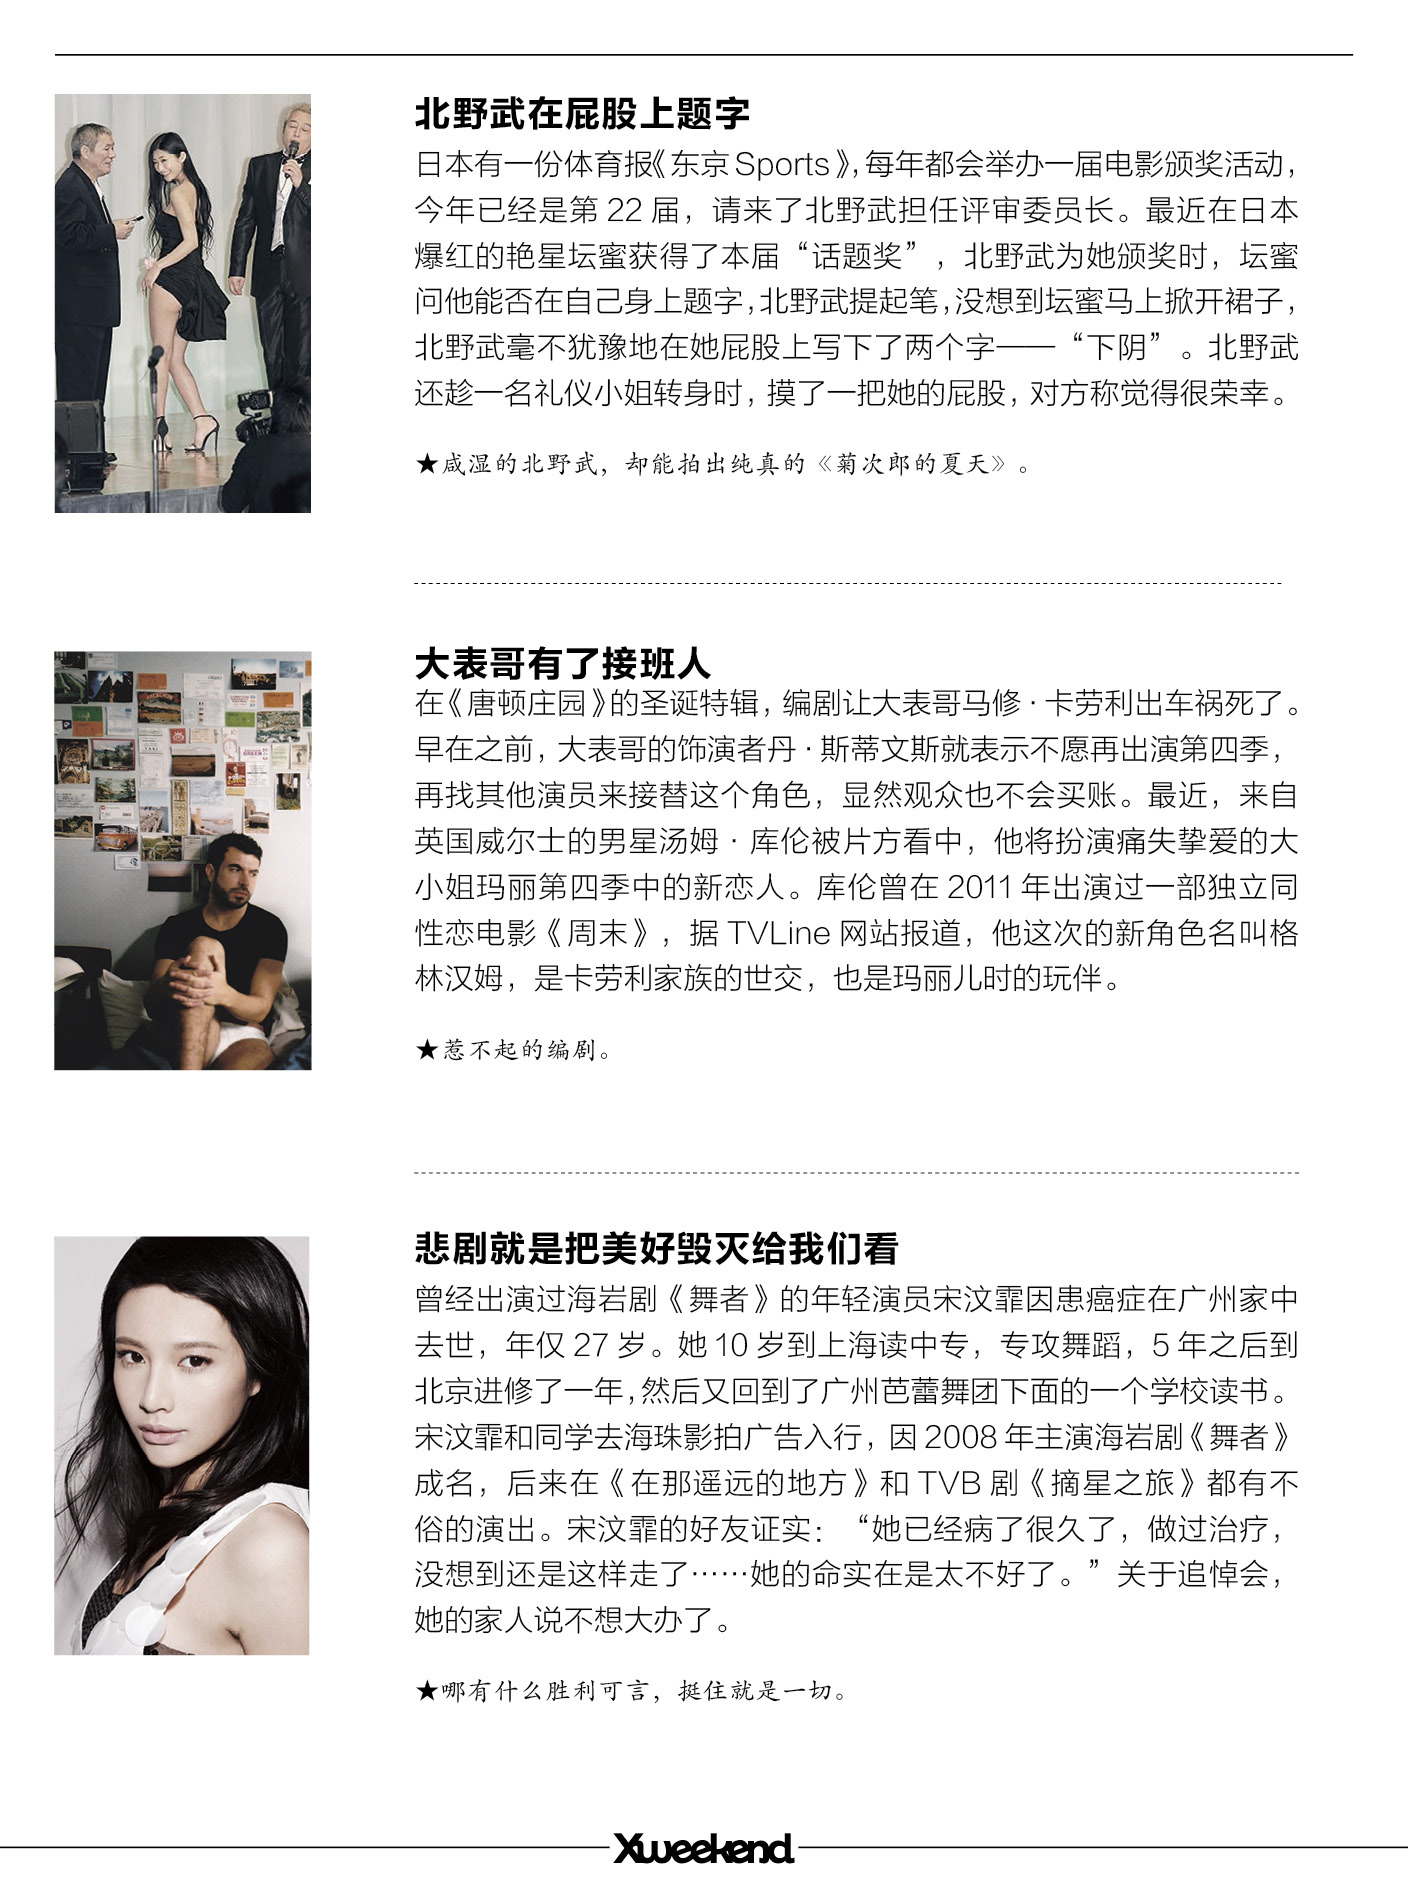 北野武在屁股上题字
日本有一份体育报《东京 Sports》，每年都会举办一届电影颁奖活动，
今年已经是第 22 届，请来了北野武担任评审委员长。最近在日本
爆红的艳星坛蜜获得了本届“话题奖”，北野武为她颁奖时，坛蜜
问他能否在自己身上题字，北野武提起笔，没想到坛蜜马上掀开裙子，
北野武毫不犹豫地在她屁股上写下了两个字——“下阴”。北野武
还趁一名礼仪小姐转身时，摸了一把她的屁股，对方称觉得很荣幸。
★咸湿的北野武，却能拍出纯真的《菊次郎的夏天》。
大表哥有了接班人
在《唐顿庄园》的圣诞特辑，编剧让大表哥马修·卡劳利出车祸死了。
早在之前，大表哥的饰演者丹·斯蒂文斯就表示不愿再出演第四季，
再找其他演员来接替这个角色，显然观众也不会买账。最近，来自
英国威尔士的男星汤姆·库伦被片方看中，他将扮演痛失挚爱的大
小姐玛丽第四季中的新恋人。库伦曾在 2011 年出演过一部独立同
性恋电影《周末》，据 TVLine 网站报道，他这次的新角色名叫格
林汉姆，是卡劳利家族的世交，也是玛丽儿时的玩伴。
★惹不起的编剧。
悲剧就是把美好毁灭给我们看
曾经出演过海岩剧《舞者》的年轻演员宋汶霏因患癌症在广州家中
去世，年仅 27 岁。她 10 岁到上海读中专，专攻舞蹈，5 年之后到
北京进修了一年，然后又回到了广州芭蕾舞团下面的一个学校读书。
宋汶霏和同学去海珠影拍广告入行，因 2008 年主演海岩剧《舞者》
成名，后来在《在那遥远的地方》和 TVB 剧《摘星之旅》都有不
俗的演出。宋汶霏的好友证实：“她已经病了很久了，做过治疗，
没想到还是这样走了……她的命实在是太不好了。”关于追悼会，
她的家人说不想大办了。
★哪有什么胜利可言，挺住就是一切。
Xweekend